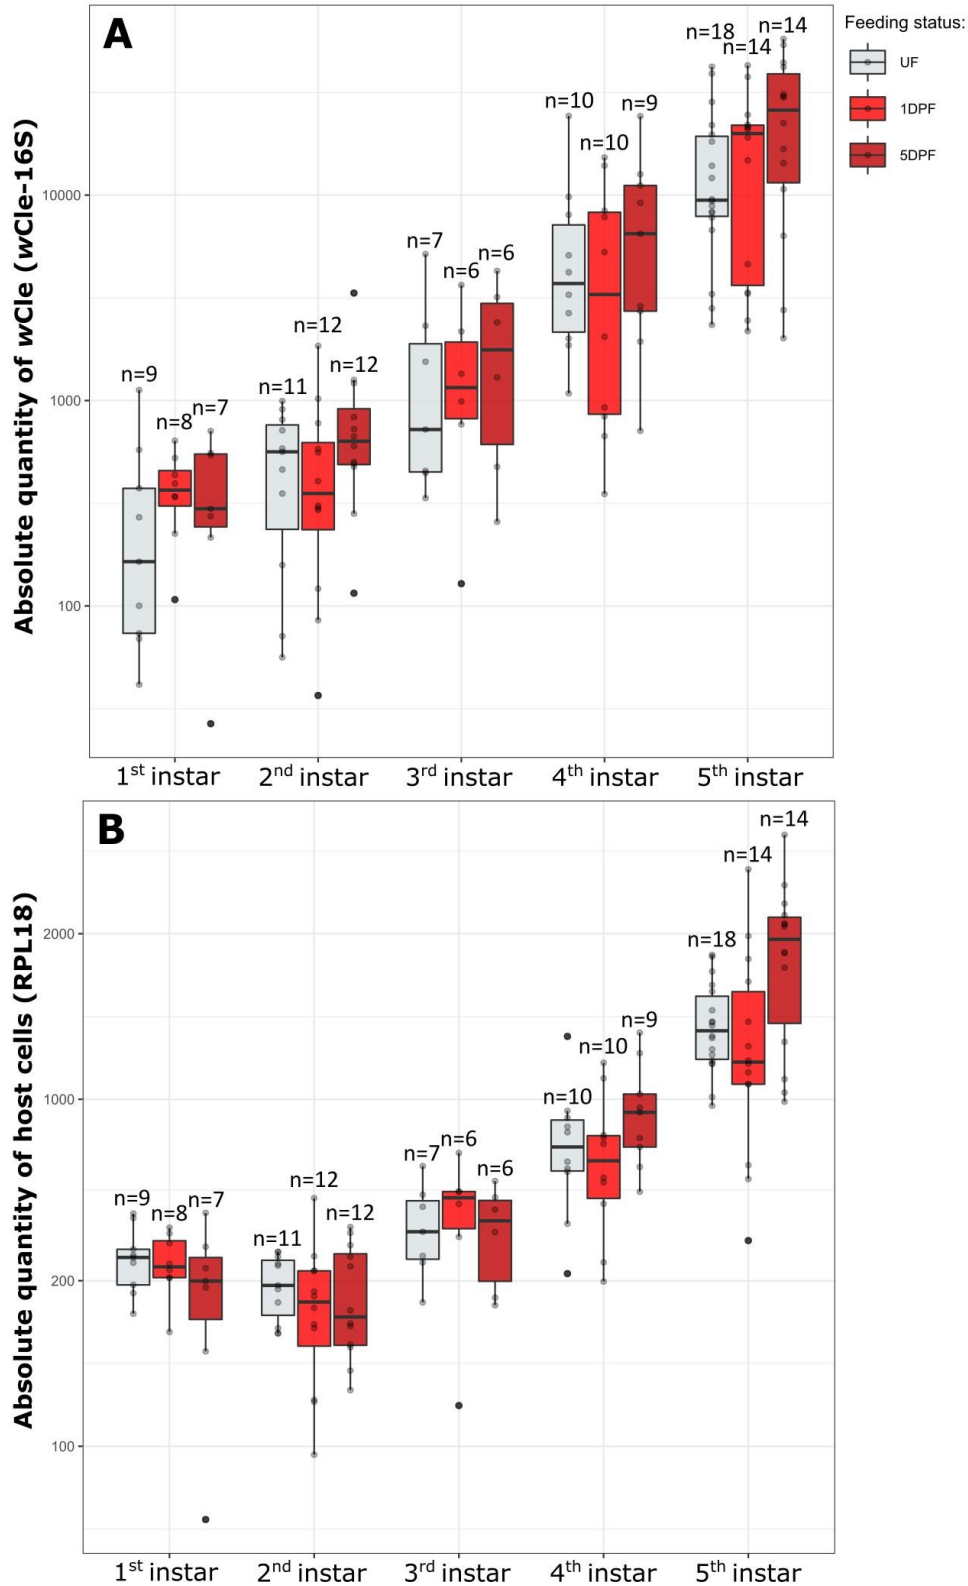 A
Feeding status:
UF
1DPF
5DPF
Absolute quantity of wCle (wCle-16S)
10000
1000
100
n=9
n=8
n=7
n=11
n=12
n=12
n=7
n=6
n=6
n=10
n=10
n=9
n=18
n=14
n=14
1st instar
2nd instar
3rd instar
4th instar
5th instar
B
Absolute quantity of host cells (RPL18)
2000
1000
200
100
n=9
n=8
n=7
n=11
n=12
n=12
n=7
n=6
n=6
n=10
n=10
n=9
n=18
n=14
n=14
1st instar
2nd instar
3rd instar
4th instar
5th instar